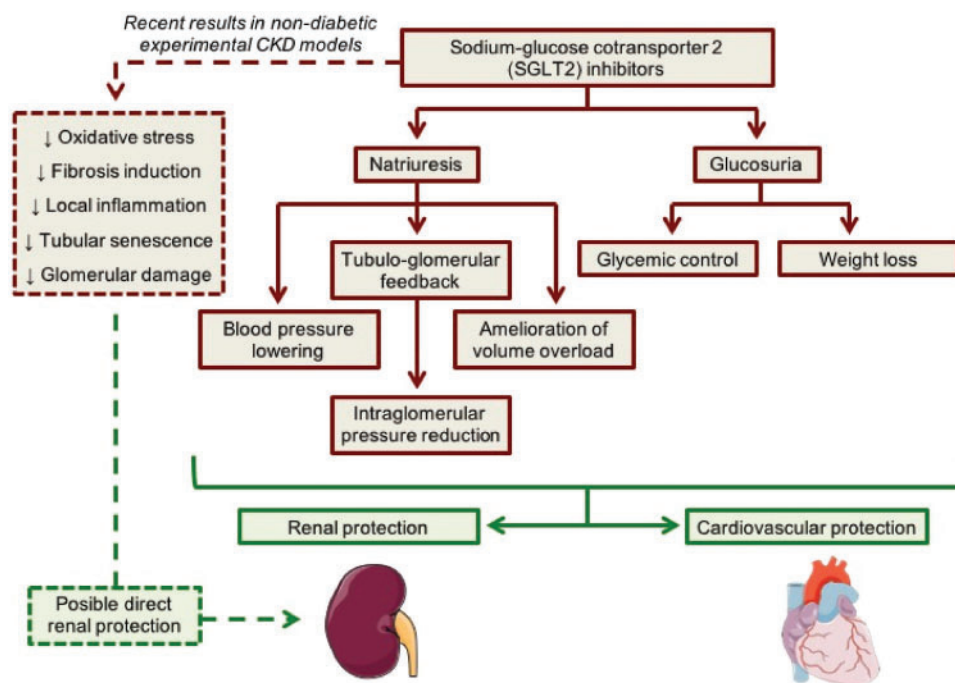 Recent results in non-diabetic
experimental CKD models
Sodium-glucose cotransporter 2
(SGLT2) inhibitors
↓ Oxidative stress
↓ Fibrosis induction
↓ Local inflammation
↓ Tubular senescence
↓ Glomerular damage
Natriuresis
Glucosuria
Tubulo-glomerular
feedback
Glycemic control
Weight loss
Blood pressure
lowering
Amelioration of
volume overload
Intraglomerular
pressure reduction
Renal protection
Cardiovascular protection
Posible direct
renal protection